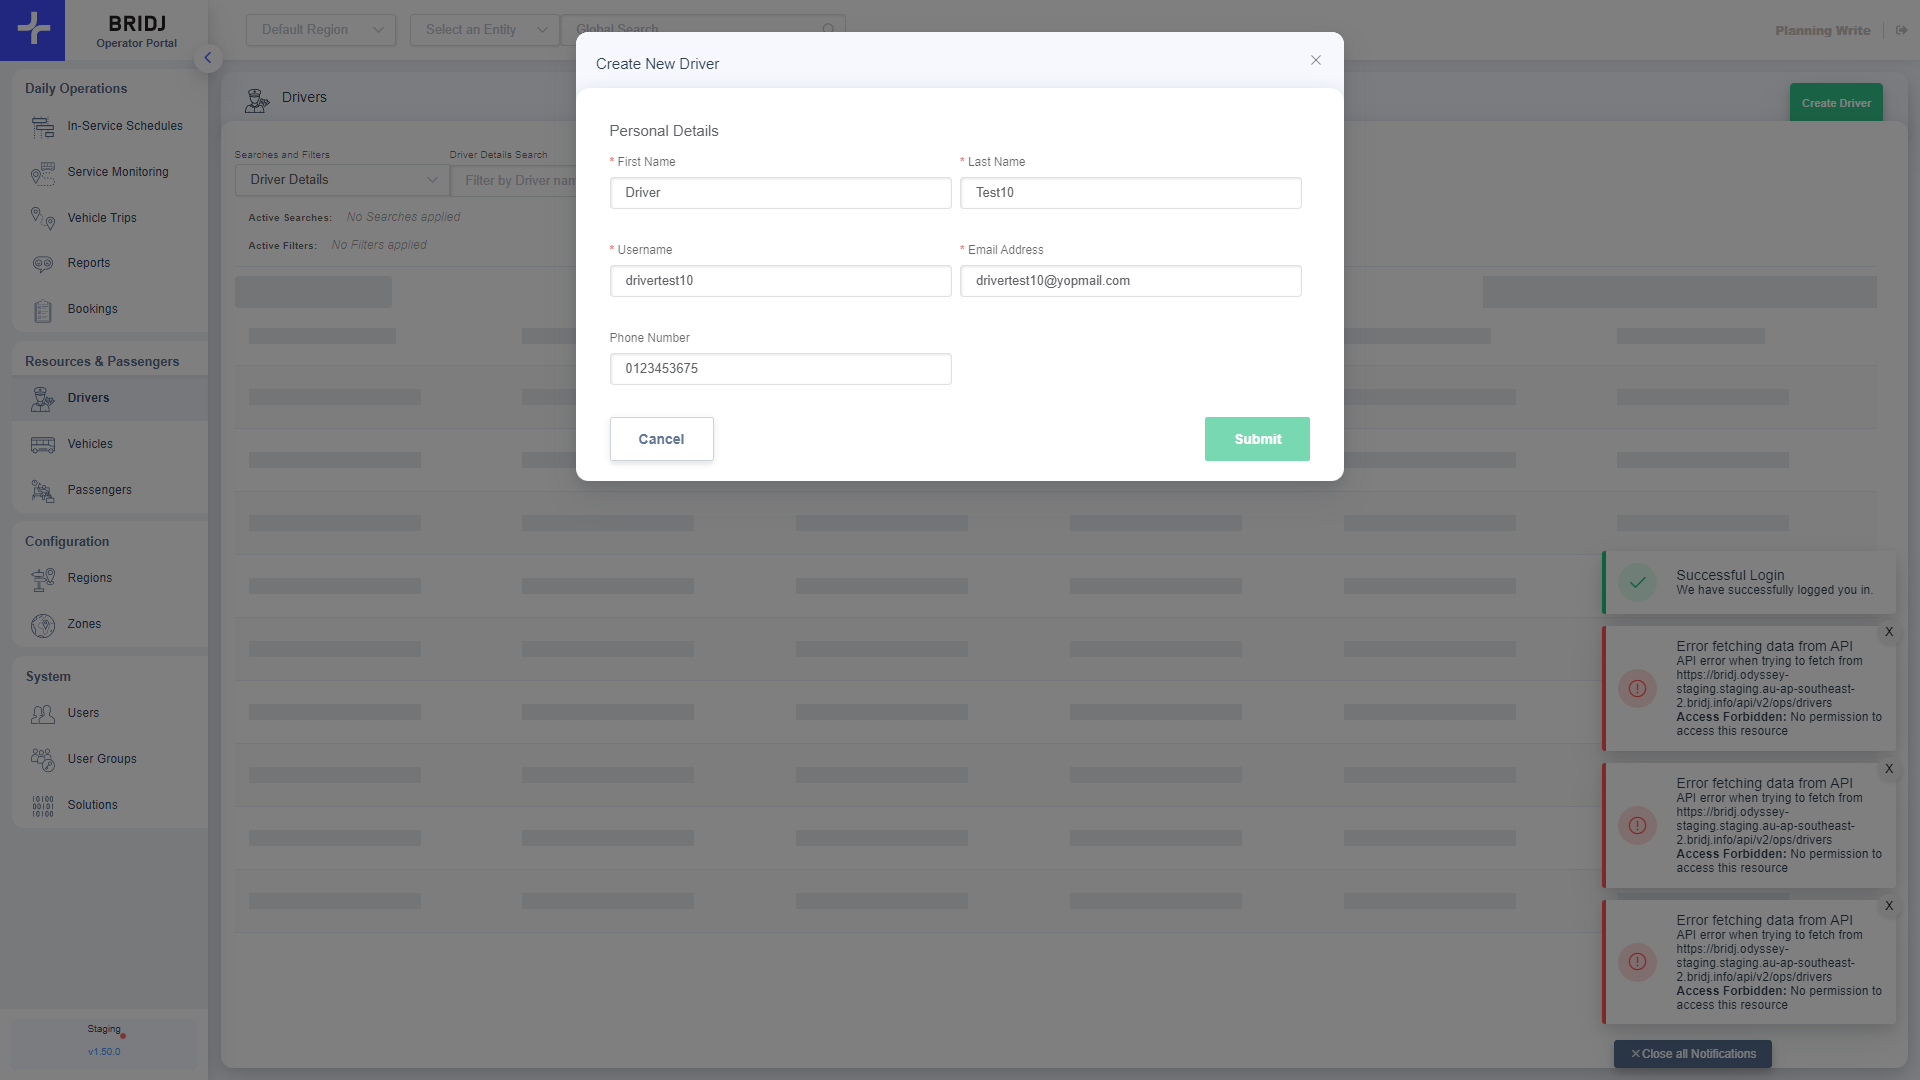 BRIDJ
Operator Portal
Default Region
Select an Entity
Global Search
Planning Write
Daily Operations
In-Service Schedules
Service Monitoring
Vehicle Trips
Reports
Bookings
Resources & Passengers
Drivers
Vehicles
Passengers
Configuration
Regions
Zones
System
Users
User Groups
Solutions
Staging
v1.50.0
Drivers
Create Driver
Searches and Filters
Driver Details Search
Driver Details
Filter by Driver nam
Active Searches: No Searches applied
Active Filters: No Filters applied
Create New Driver
Personal Details
* First Name
* Last Name
Driver
Test10
* Username
* Email Address
drivertest10
drivertest10@yopmail.com
Phone Number
0123453675
Cancel
Submit
Successful Login
We have successfully logged you in.
X
Error fetching data from API
API error when trying to fetch from
https://bridj.odyssey-
staging.staging.au-ap-southeast-
2.bridj.info/api/v2/ops/drivers
Access Forbidden: No permission to
access this resource
X
Error fetching data from API
API error when trying to fetch from
https://bridj.odyssey-
staging.staging.au-ap-southeast-
2.bridj.info/api/v2/ops/drivers
Access Forbidden: No permission to
access this resource
X
Error fetching data from API
API error when trying to fetch from
https://bridj.odyssey-
staging.staging.au-ap-southeast-
2.bridj.info/api/v2/ops/drivers
Access Forbidden: No permission to
access this resource
Close all Notifications